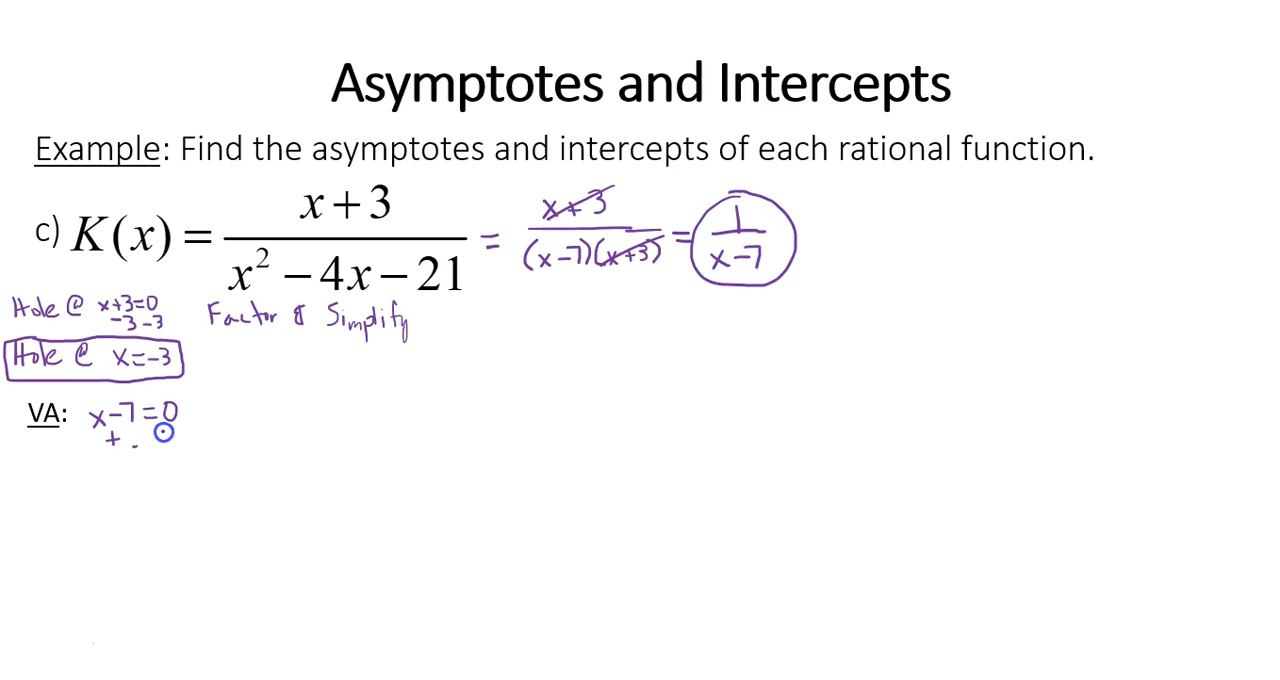 Asymptotes and Intercepts
Example: Find the asymptotes and intercepts of each rational function.
c) K(x) = (x+3)/(x² − 4x − 21) = (x+3)/((x−7)(x+3)) = 1/(x−7)
Hole @ x+3=0
−3 −3
Factor & Simplify
Hole @ x=−3
VA: x−7=0
+